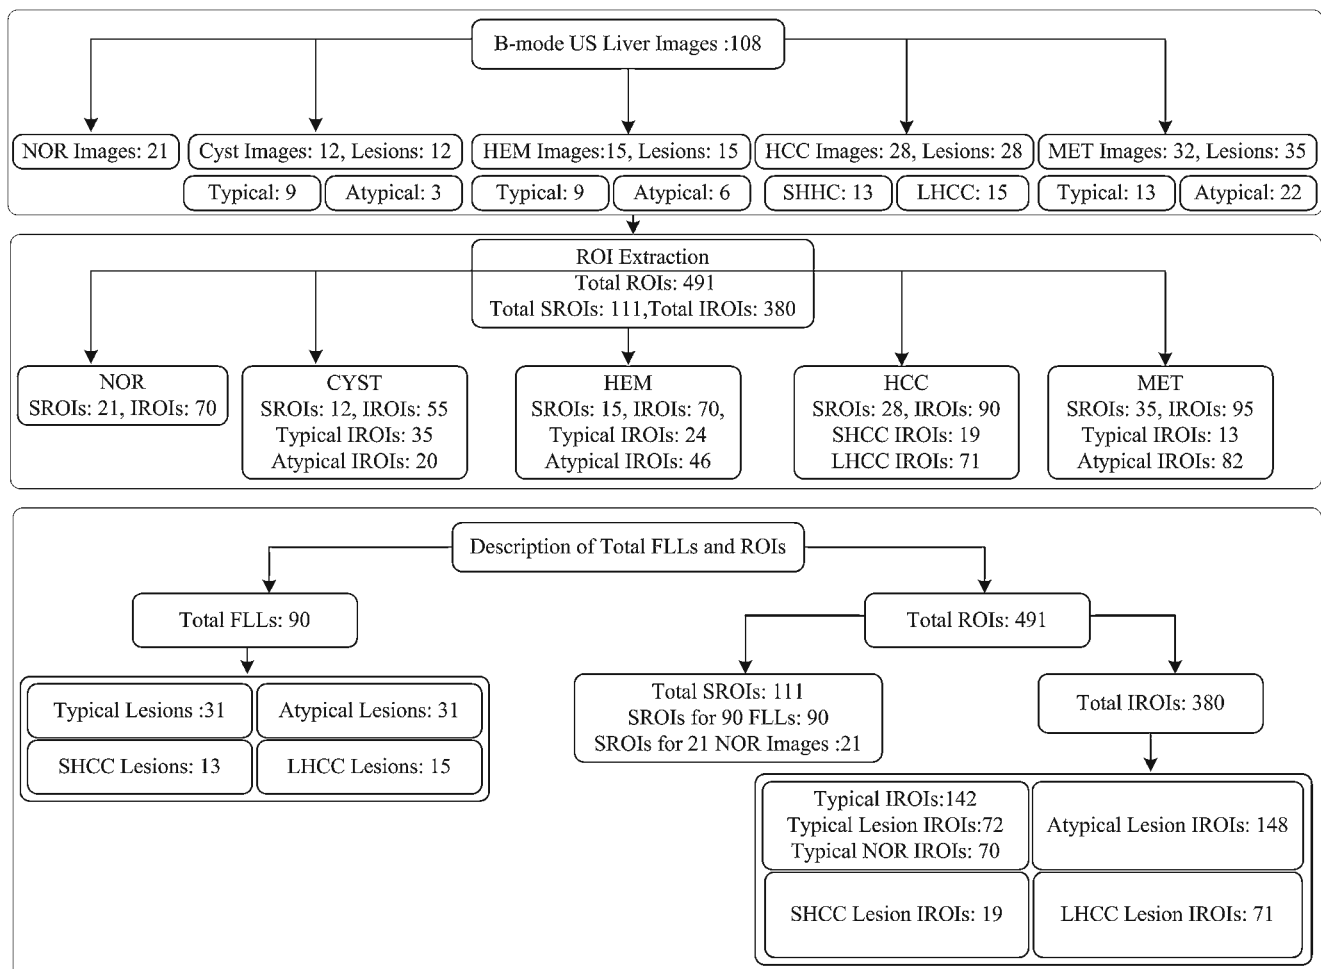 B-mode US Liver Images :108
NOR Images: 21
Cyst Images: 12, Lesions: 12
HEM Images:15, Lesions: 15
HCC Images: 28, Lesions: 28
MET Images: 32, Lesions: 35
Typical: 9
Atypical: 3
Typical: 9
Atypical: 6
SHHC: 13
LHCC: 15
Typical: 13
Atypical: 22
ROI Extraction
Total ROIs: 491
Total SROIs: 111,Total IROIs: 380
NOR
SROIs: 21, IROIs: 70
CYST
SROIs: 12, IROIs: 55
Typical IROIs: 35
Atypical IROIs: 20
HEM
SROIs: 15, IROIs: 70,
Typical IROIs: 24
Atypical IROIs: 46
HCC
SROIs: 28, IROIs: 90
SHCC IROIs: 19
LHCC IROIs: 71
MET
SROIs: 35, IROIs: 95
Typical IROIs: 13
Atypical IROIs: 82
Description of Total FLLs and ROIs
Total FLLs: 90
Typical Lesions :31
Atypical Lesions: 31
SHCC Lesions: 13
LHCC Lesions: 15
Total ROIs: 491
Total SROIs: 111
SROIs for 90 FLLs: 90
SROIs for 21 NOR Images :21
Total IROIs: 380
Typical IROIs:142
Typical Lesion IROIs:72
Typical NOR IROIs: 70
Atypical Lesion IROIs: 148
SHCC Lesion IROIs: 19
LHCC Lesion IROIs: 71